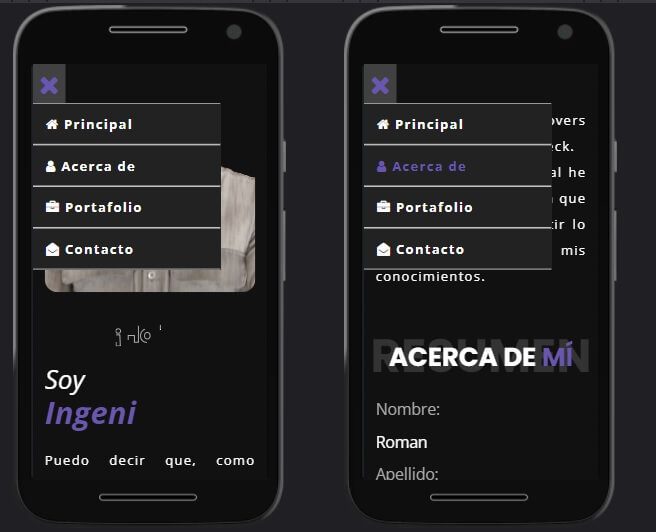 Principal
Acerca de
Portafolio
Contacto
Soy
Ingeni
Puedo decir que, como
Principal
Acerca de
Portafolio
Contacto
overs
eck.
al he
que
tir lo
mis
conocimientos.
RESUMEN
ACERCA DE MÍ
Nombre:
Roman
Apellido: